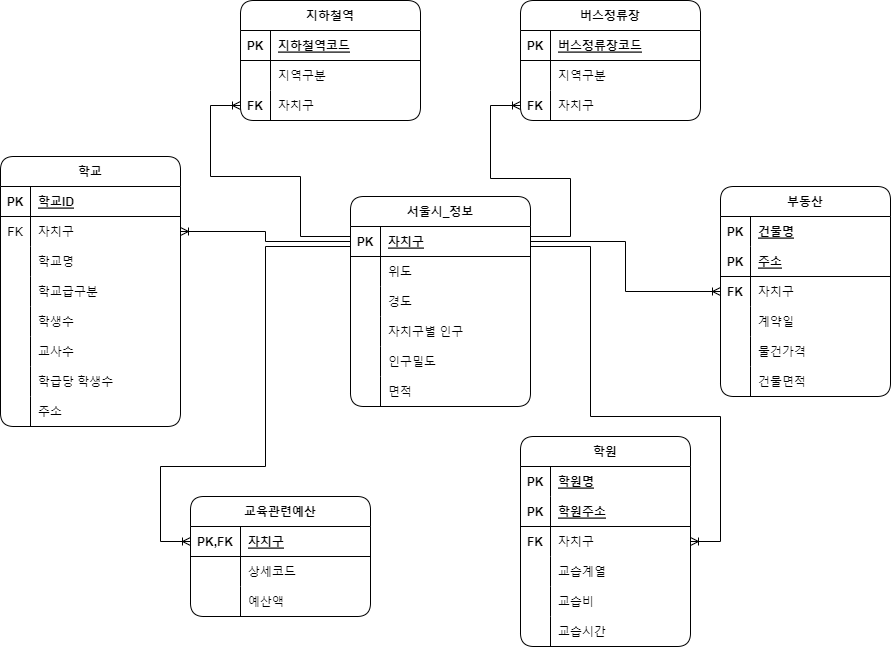 지하철역
PK 지하철역코드
지역구분
FK 자치구
버스정류장
PK 버스정류장코드
지역구분
FK 자치구
학교
PK 학교ID
FK 자치구
학교명
학교급구분
학생수
교사수
학급당 학생수
주소
서울시_정보
PK 자치구
위도
경도
자치구별 인구
인구밀도
면적
부동산
PK 건물명
PK 주소
FK 자치구
계약일
물건가격
건물면적
교육관련예산
PK,FK 자치구
상세코드
예산액
학원
PK 학원명
PK 학원주소
FK 자치구
교습계열
교습비
교습시간